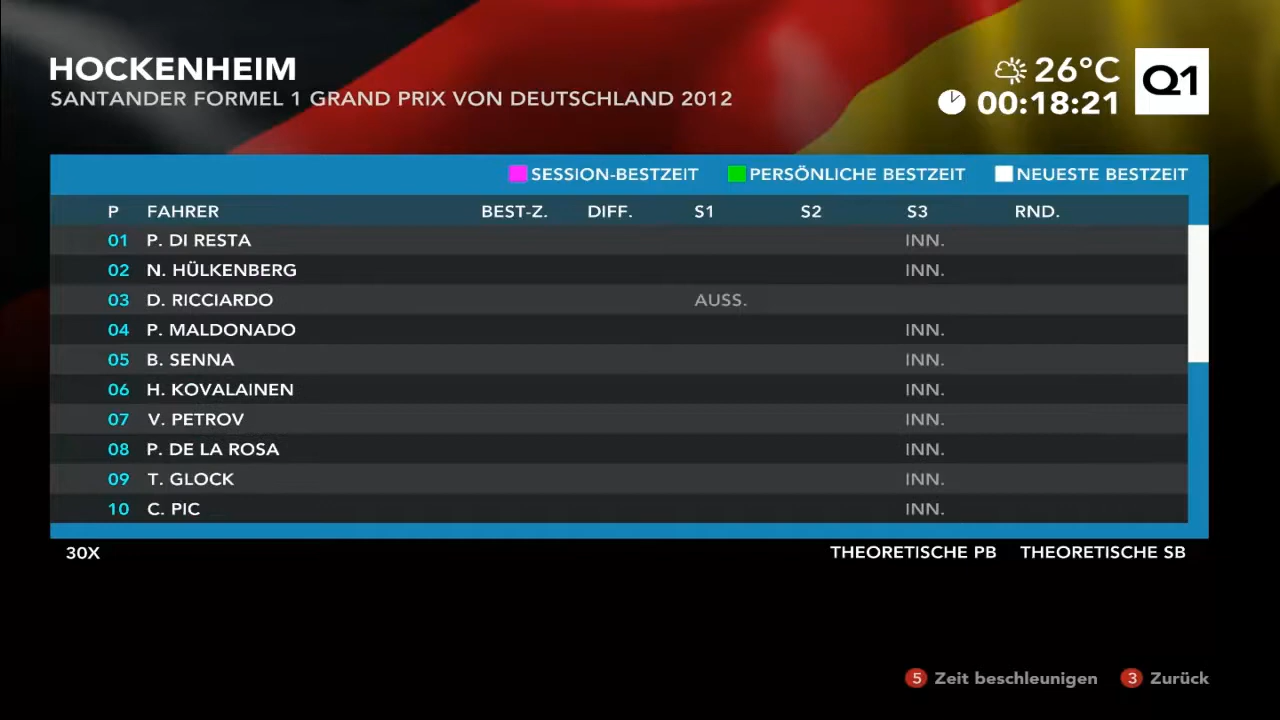 HOCKENHEIM
SANTANDER FORMEL 1 GRAND PRIX VON DEUTSCHLAND 2012
26°C
00:18:21
Q1
SESSION-BESTZEIT PERSÖNLICHE BESTZEIT NEUESTE BESTZEIT
P FAHRER BEST-Z. DIFF. S1 S2 S3 RND.
01 P. DI RESTA INN.
02 N. HÜLKENBERG INN.
03 D. RICCIARDO AUSS.
04 P. MALDONADO INN.
05 B. SENNA INN.
06 H. KOVALAINEN INN.
07 V. PETROV INN.
08 P. DE LA ROSA INN.
09 T. GLOCK INN.
10 C. PIC INN.
30X THEORETISCHE PB THEORETISCHE SB
5 Zeit beschleunigen 3 Zurück